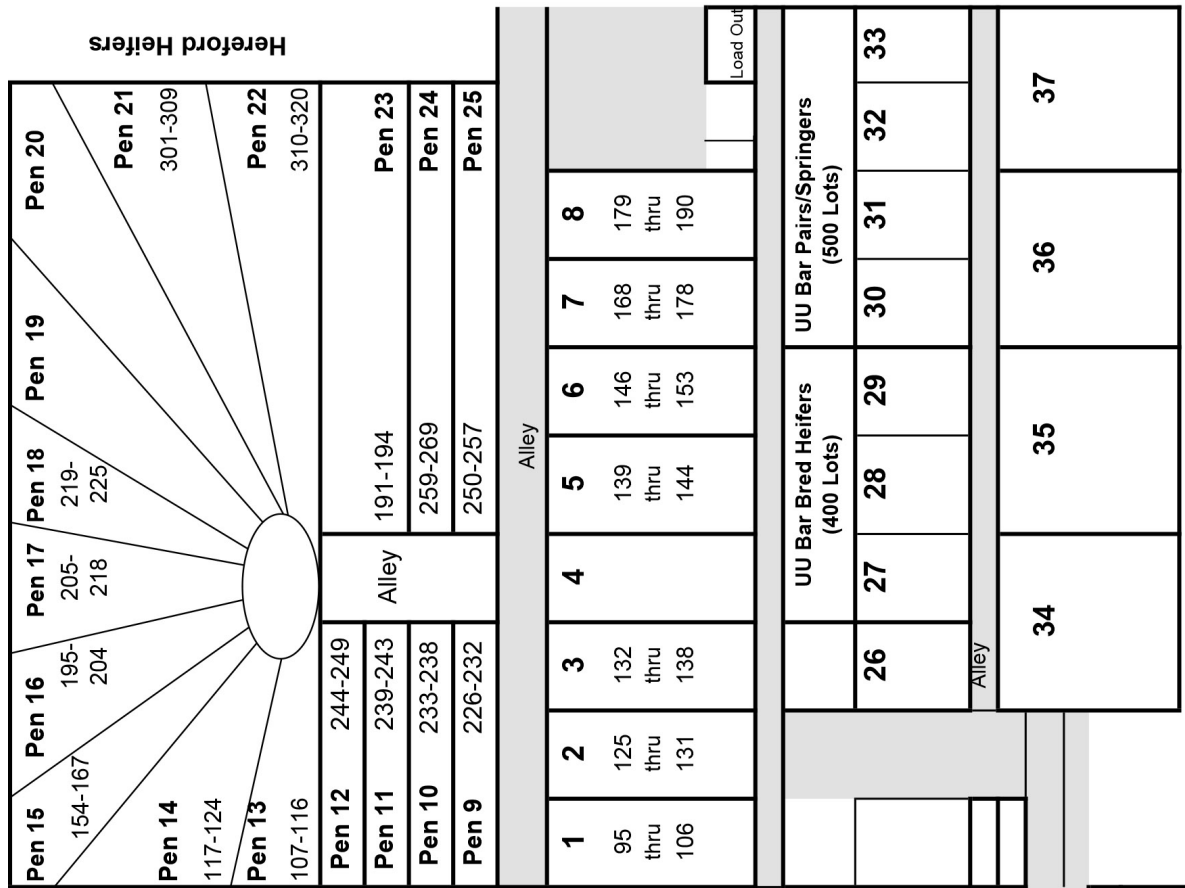 Hereford Heifers
Pen 20
Pen 21
301-309
Pen 22
310-320
Pen 19
Pen 18
219-
225
Pen 17
205-
218
Pen 16
195-
204
Pen 15
154-167
Pen 14
117-124
Pen 13
107-116
Pen 23
191-194
Pen 24
259-269
Pen 25
250-257
Alley
Pen 12 244-249
Pen 11 239-243
Pen 10 233-238
Pen 9 226-232
Alley
Load Out
1
95
thru
106
2
125
thru
131
3
132
thru
138
4
5
139
thru
144
6
146
thru
153
7
168
thru
178
8
179
thru
190
UU Bar Bred Heifers
(400 Lots)
UU Bar Pairs/Springers
(500 Lots)
26
27
28
29
30
31
32
33
Alley
34
35
36
37